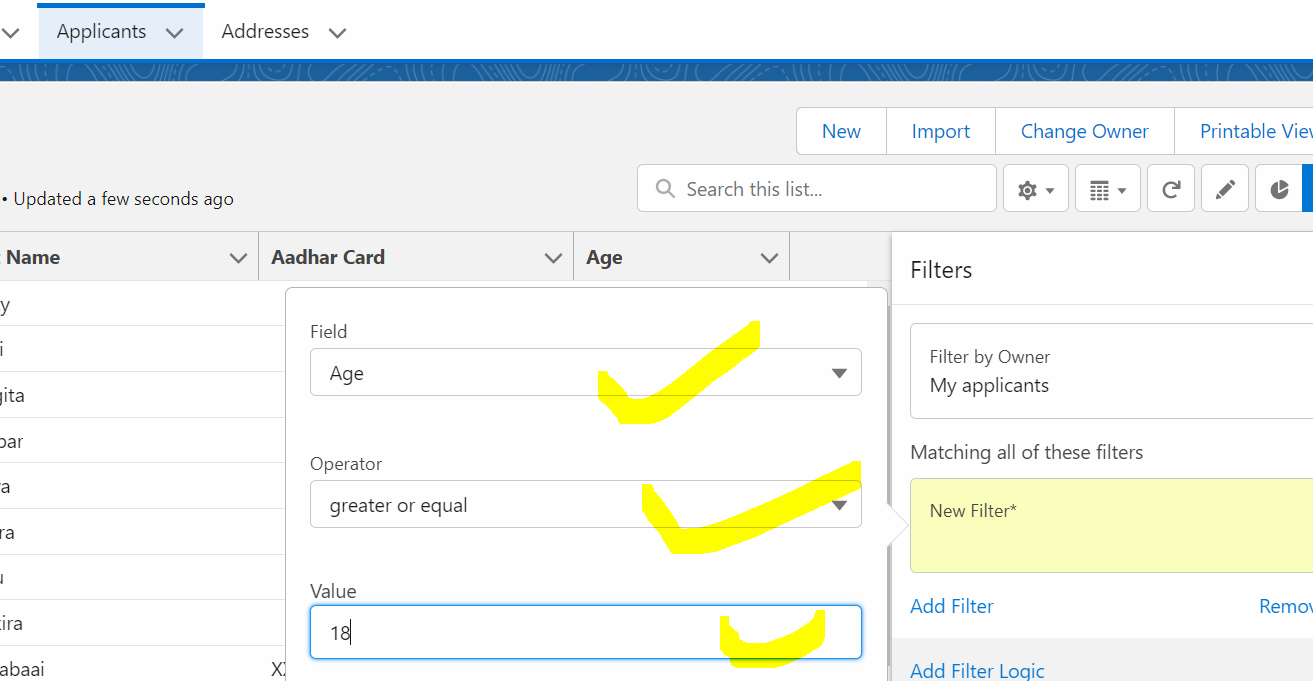 Applicants Addresses
New Import Change Owner Printable View
• Updated a few seconds ago Search this list...
Name Aadhar Card Age
Filters
Field
Age
Filter by Owner
My applicants
Operator
greater or equal
Matching all of these filters
New Filter*
Value
18
Add Filter
Add Filter Logic